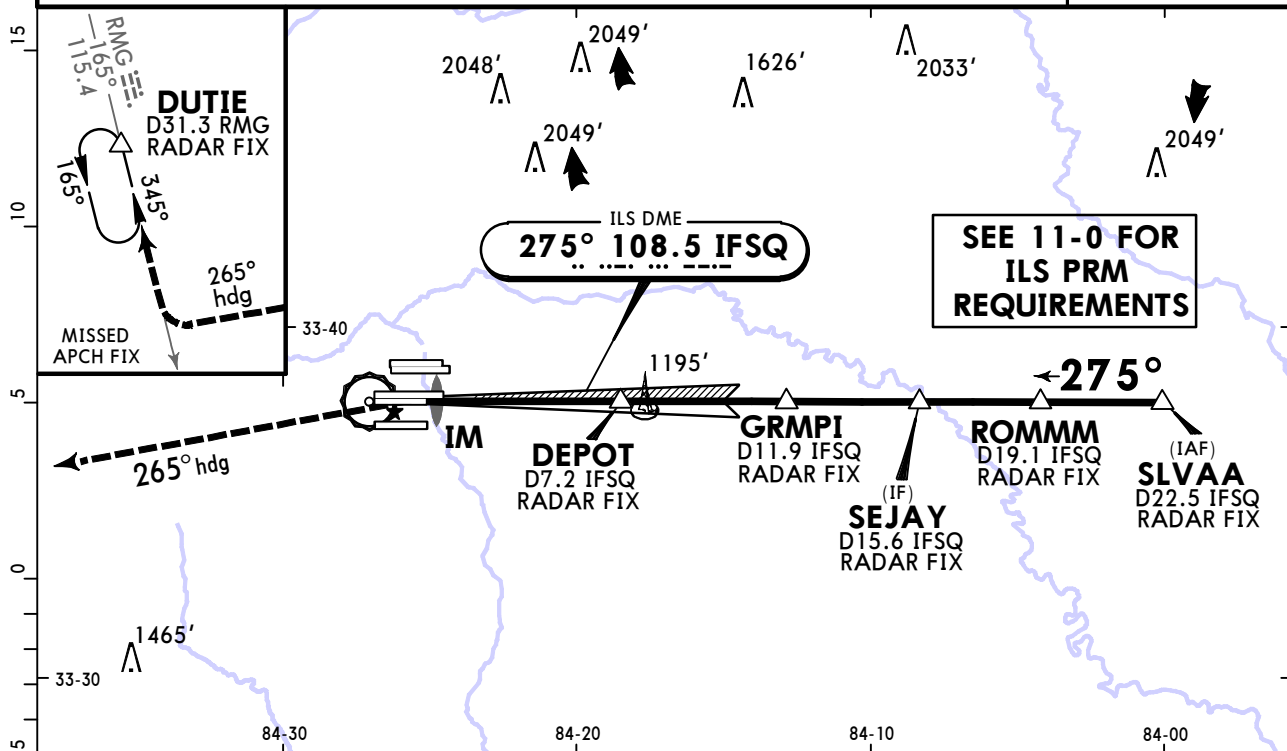 15
10
5
0
5
RMG
165°
115.4
DUTIE
D31.3 RMG
RADAR FIX
165°
345°
265°
hdg
MISSED
APCH FIX
2048'
2049'
2049'
1626'
2033'
2049'
ILS DME
275° 108.5 IFSQ
SEE 11-0 FOR
ILS PRM
REQUIREMENTS
33-40
1195'
275°
IM
265° hdg
DEPOT
D7.2 IFSQ
RADAR FIX
GRMPI
D11.9 IFSQ
RADAR FIX
(IF)
SEJAY
D15.6 IFSQ
RADAR FIX
ROMMM
D19.1 IFSQ
RADAR FIX
(IAF)
SLVAA
D22.5 IFSQ
RADAR FIX
1465'
33-30
84-30
84-20
84-10
84-00